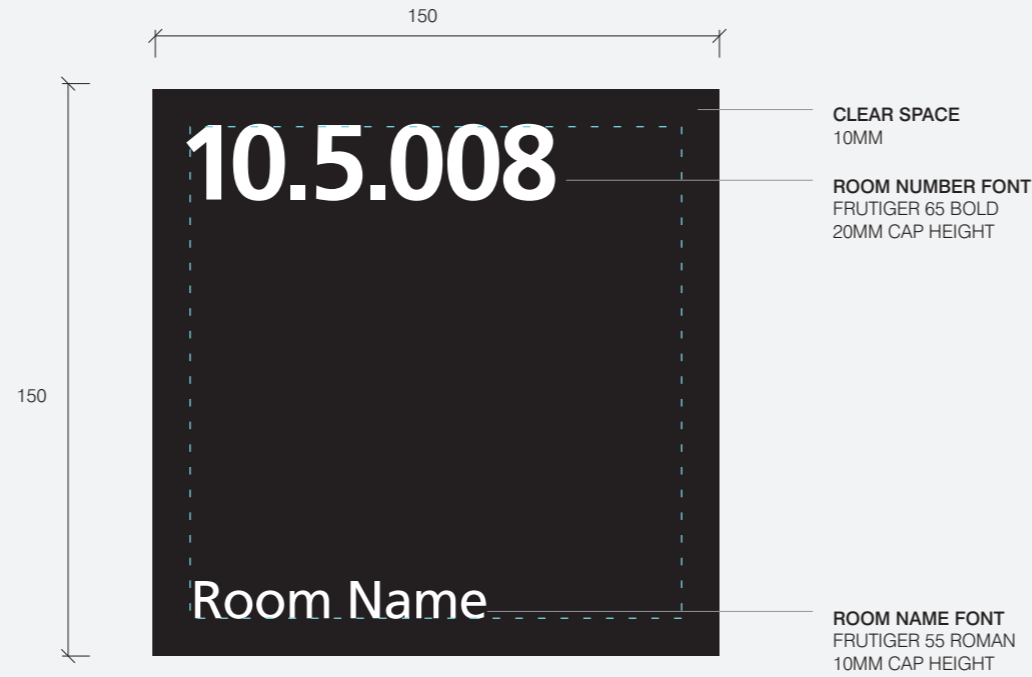 150
CLEAR SPACE
10MM
10.5.008
ROOM NUMBER FONT
FRUTIGER 65 BOLD
20MM CAP HEIGHT
150
Room Name
ROOM NAME FONT
FRUTIGER 55 ROMAN
10MM CAP HEIGHT